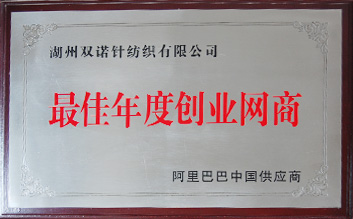 湖州双诺针纺织有限公司
最佳年度创业网商
阿里巴巴中国供应商